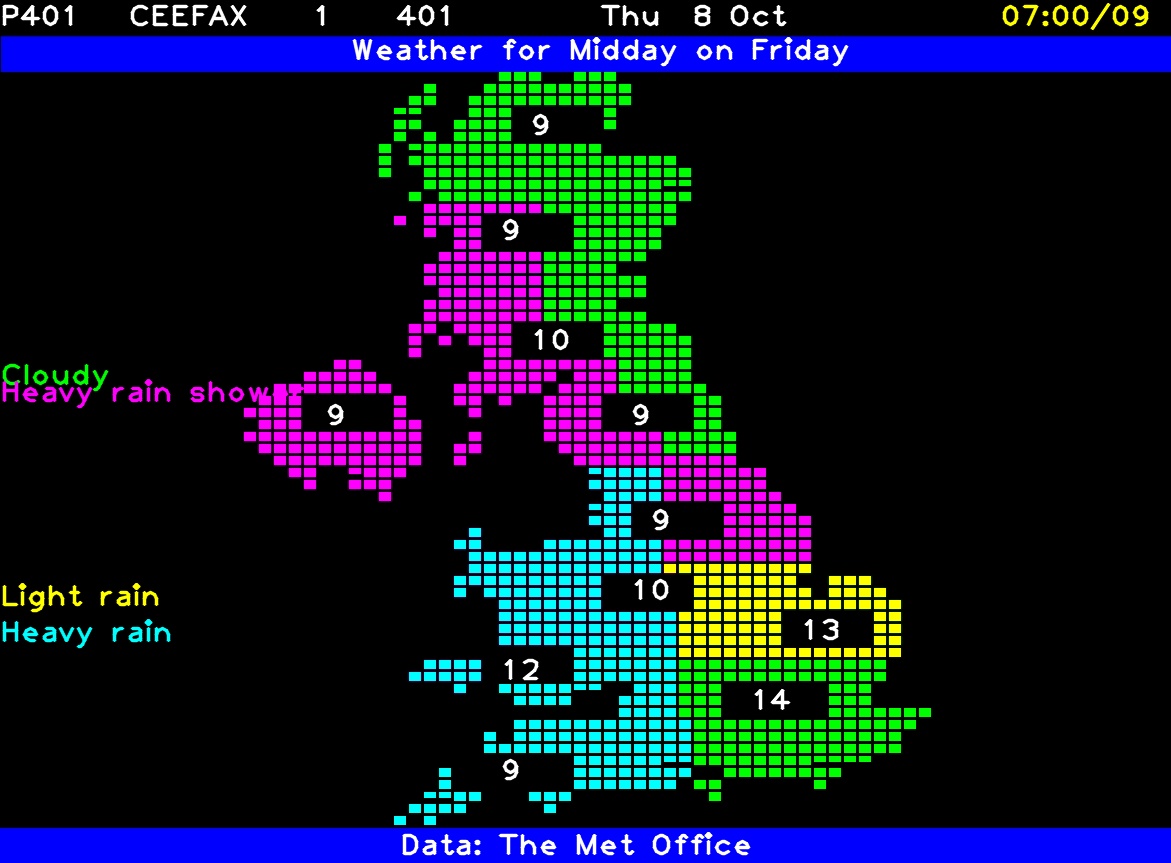 P401 CEEFAX 1 401 Thu 8 Oct 07:00/09
Weather for Midday on Friday
9
9
10
Cloudy
Heavy rain shower
9 9
9
10
Light rain
13
Heavy rain
12
14
9
Data: The Met Office